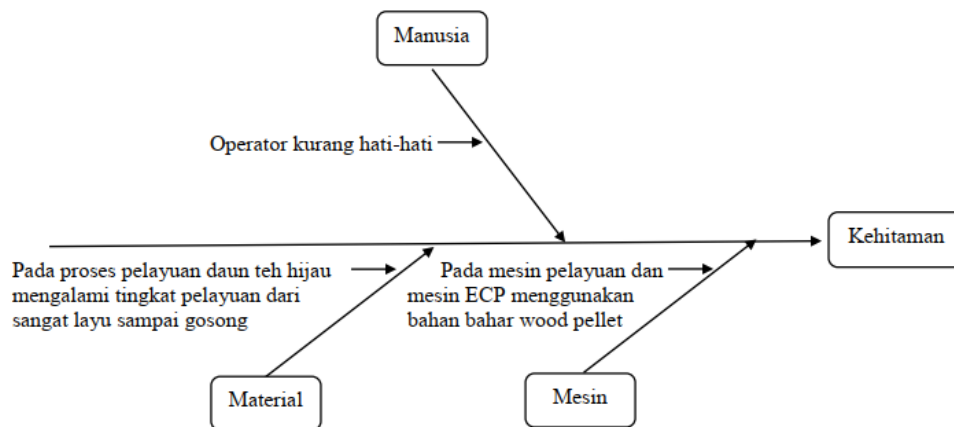 Manusia
Operator kurang hati-hati
Kehitaman
Pada proses pelayuan daun teh hijau
mengalami tingkat pelayuan dari
sangat layu sampai gosong
Pada mesin pelayuan dan
mesin ECP menggunakan
bahan bahar wood pellet
Material
Mesin